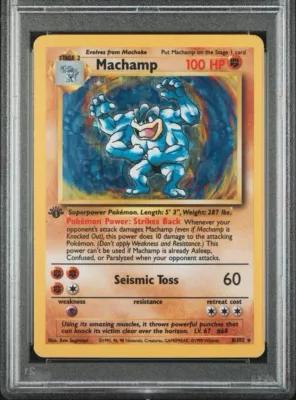 Evolves from Machoke
Put Machamp on the Stage 1 card
STAGE 2
Machamp
100 HP
Superpower Pokémon. Length: 5' 3", Weight: 287 lbs.
Pokémon Power: Strikes Back Whenever your
opponent's attack damages Machamp (even if Machamp is
Knocked Out), this power does 10 damage to the attacking
Pokémon. (Don't apply Weakness and Resistance.) This
power can't be used if Machamp is already Asleep,
Confused, or Paralyzed when your opponent attacks.
Seismic Toss 60
weakness resistance retreat cost
Using its amazing muscles, it throws powerful punches that
can knock its victim clear over the horizon. LV. 67 #68
Illus. Ken Sugimori
8/102